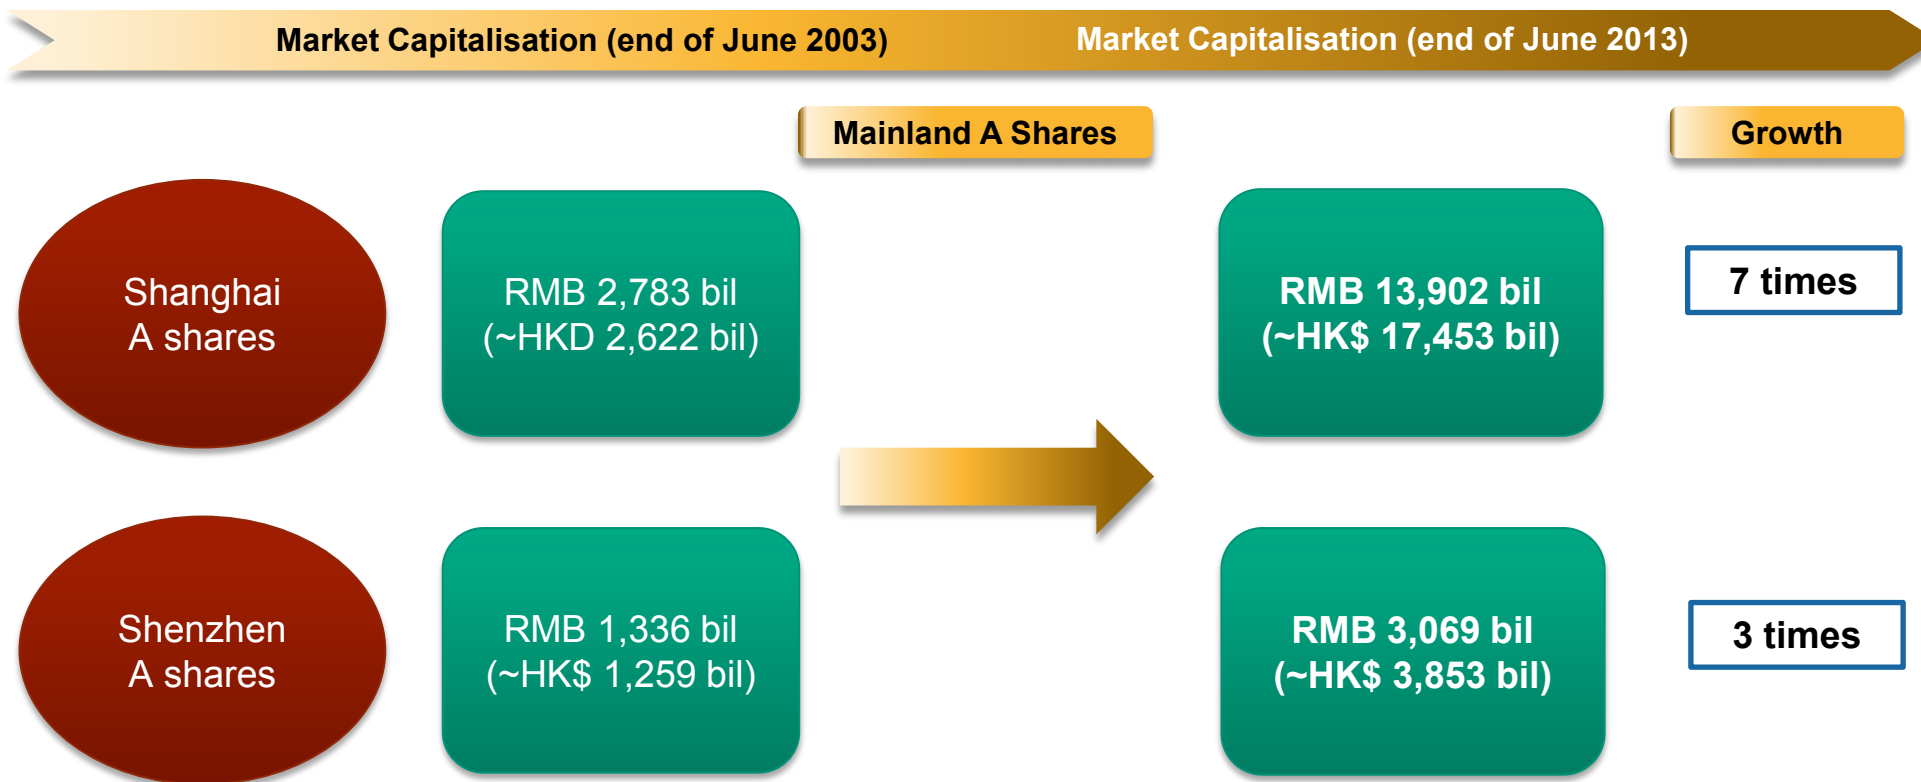 Market Capitalisation (end of June 2003)
Market Capitalisation (end of June 2013)
Mainland A Shares
Growth
Shanghai
A shares
RMB 2,783 bil
(~HKD 2,622 bil)
RMB 13,902 bil
(~HK$ 17,453 bil)
7 times
Shenzhen
A shares
RMB 1,336 bil
(~HK$ 1,259 bil)
RMB 3,069 bil
(~HK$ 3,853 bil)
3 times